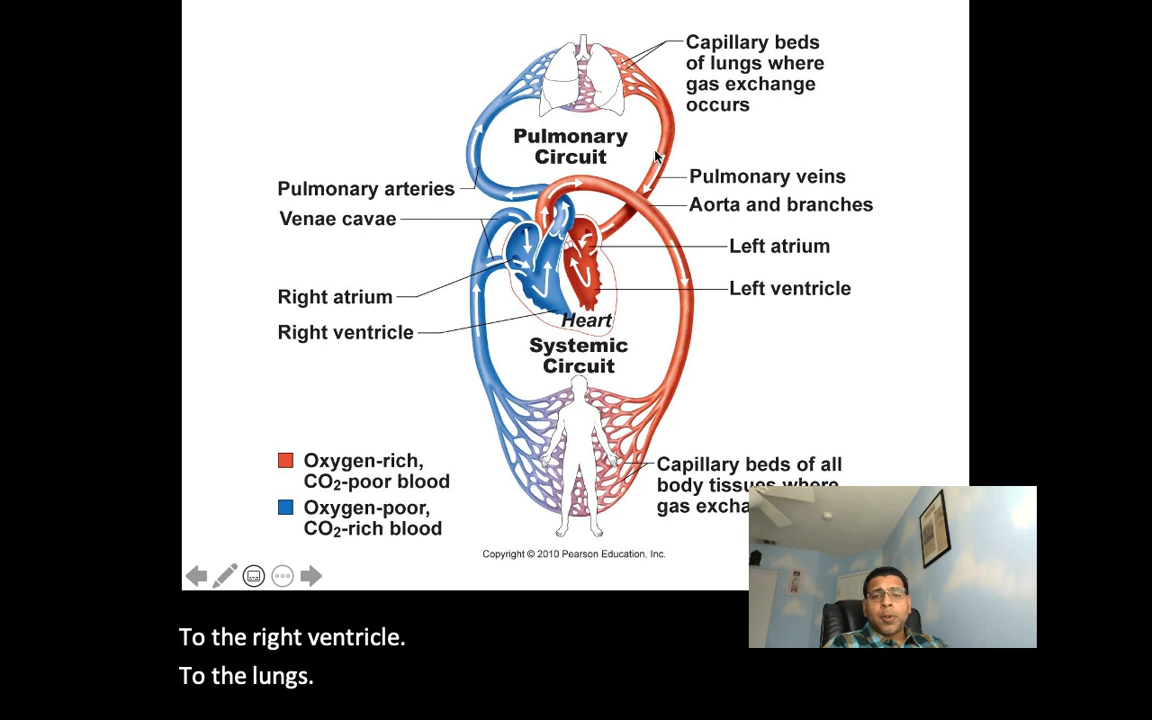 Capillary beds
of lungs where
gas exchange
occurs
Pulmonary
Circuit
Pulmonary arteries
Pulmonary veins
Venae cavae
Aorta and branches
Left atrium
Right atrium
Left ventricle
Right ventricle
Heart
Systemic
Circuit
Oxygen-rich,
CO2-poor blood
Oxygen-poor,
CO2-rich blood
Capillary beds of all
body tissues where
gas excha
Copyright © 2010 Pearson Education, Inc.
To the right ventricle.
To the lungs.